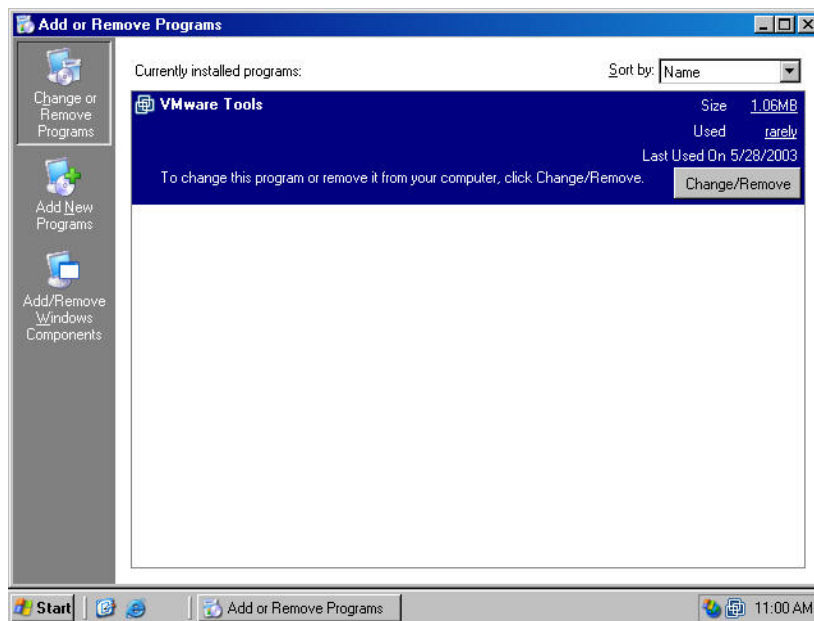 Add or Remove Programs
Change or
Remove
Programs
Add New
Programs
Add/Remove
Windows
Components
Currently installed programs:
Sort by: Name
VMware Tools
Size 1.06MB
Used rarely
Last Used On 5/28/2003
To change this program or remove it from your computer, click Change/Remove.
Change/Remove
Start
Add or Remove Programs
11:00 AM